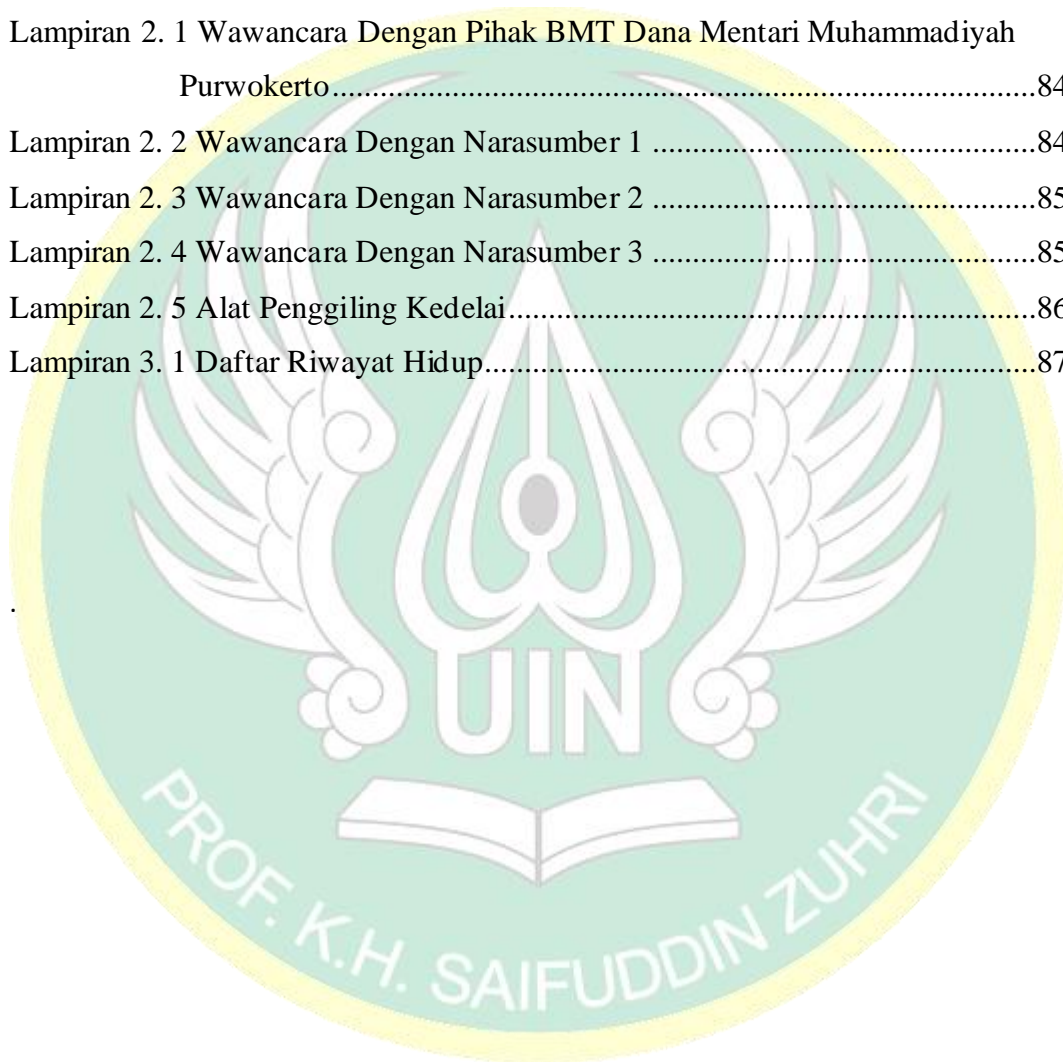 Lampiran 2. 1 Wawancara Dengan Pihak BMT Dana Mentari Muhammadiyah
Purwokerto.......................................................................................84
Lampiran 2. 2 Wawancara Dengan Narasumber 1 ................................................84
Lampiran 2. 3 Wawancara Dengan Narasumber 2 ................................................85
Lampiran 2. 4 Wawancara Dengan Narasumber 3 ................................................85
Lampiran 2. 5 Alat Penggiling Kedelai..................................................................86
Lampiran 3. 1 Daftar Riwayat Hidup.....................................................................87
.
UIN
PROF. K.H. SAIFUDDIN ZUHRI